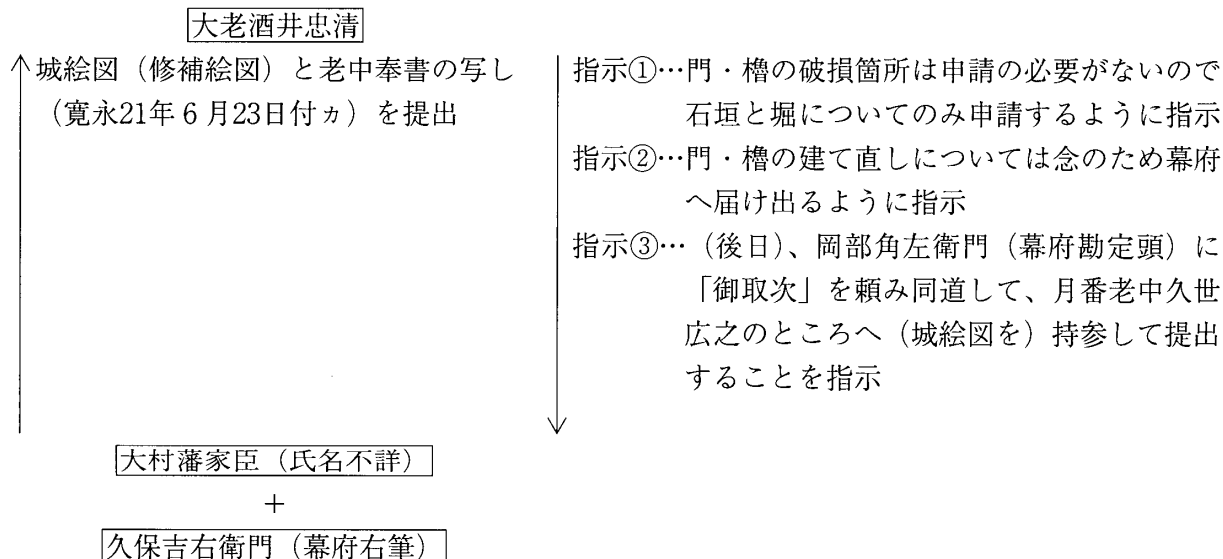 大老酒井忠清
城絵図（修補絵図）と老中奉書の写し
（寛永21年6月23日付ヵ）を提出
指示①…門・櫓の破損箇所は申請の必要がないので
石垣と堀についてのみ申請するように指示
指示②…門・櫓の建て直しについては念のため幕府
へ届け出るように指示
指示③…（後日）、岡部角左衛門（幕府勘定頭）に
「御取次」を頼み同道して、月番老中久世
広之のところへ（城絵図を）持参して提出
することを指示
大村藩家臣（氏名不詳）
+
久保吉右衛門（幕府右筆）